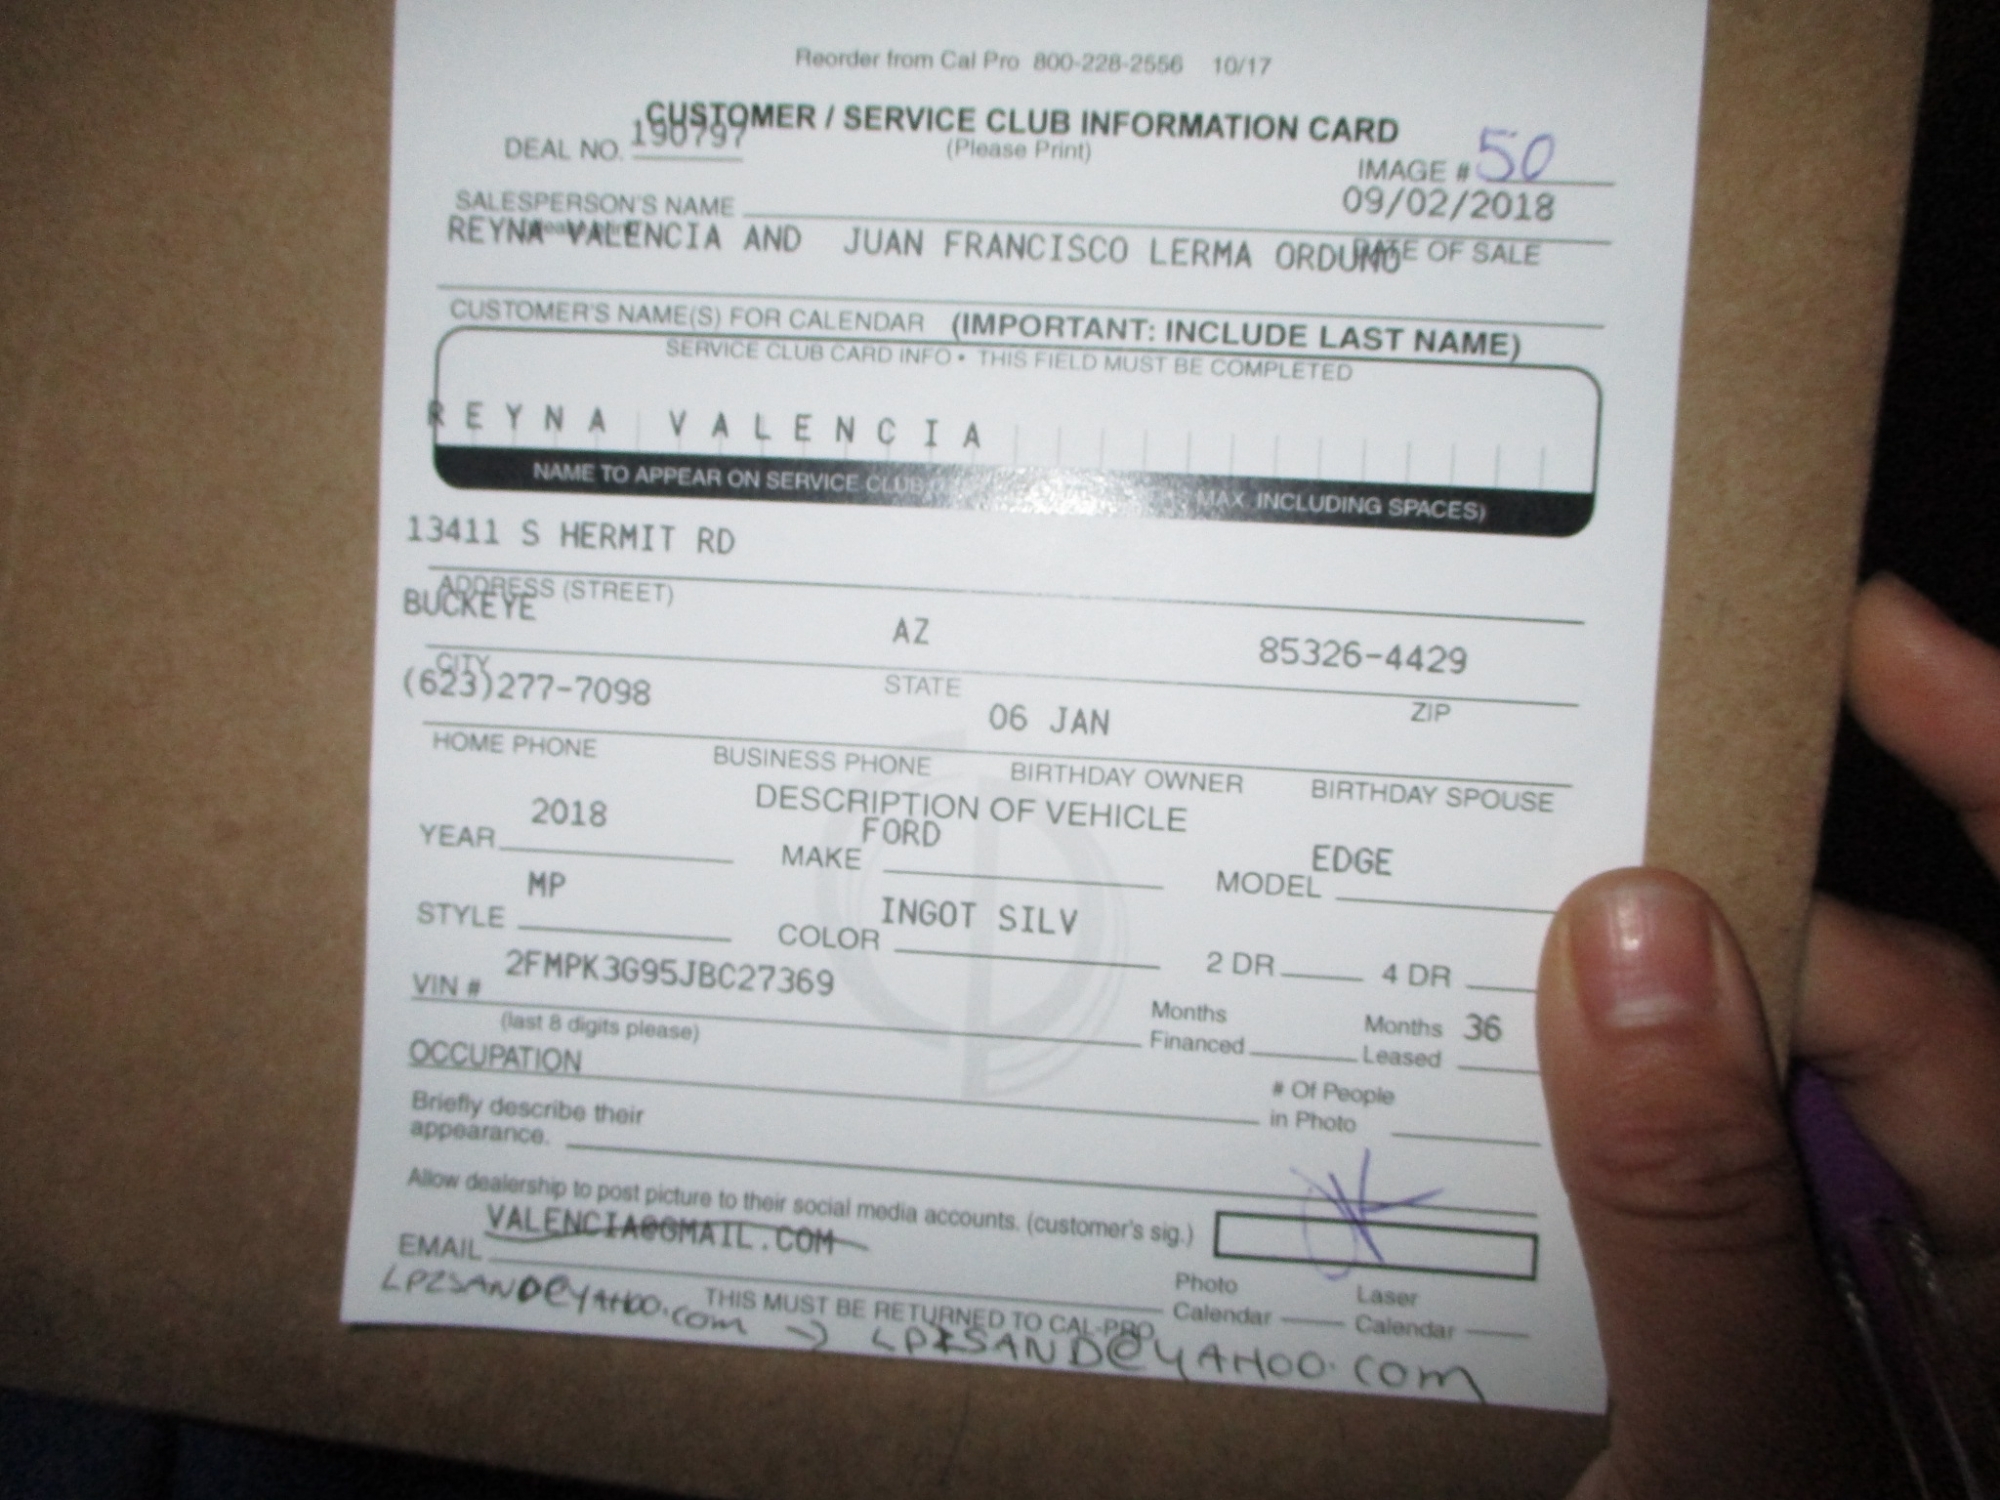 Reorder from Cal Pro 800-228-2556 10/17
CUSTOMER / SERVICE CLUB INFORMATION CARD
DEAL NO. 190797 (Please Print) IMAGE # 50
SALESPERSON'S NAME 09/02/2018
REYNA VALENCIA AND JUAN FRANCISCO LERMA ORDUNO DATE OF SALE
CUSTOMER'S NAME(S) FOR CALENDAR (IMPORTANT: INCLUDE LAST NAME)
SERVICE CLUB CARD INFO • THIS FIELD MUST BE COMPLETED
REYNA VALENCIA
NAME TO APPEAR ON SERVICE CLUB MAX. INCLUDING SPACES)
13411 S HERMIT RD
ADDRESS (STREET)
BUCKEYE AZ 85326-4429
CITY STATE ZIP
(623)277-7098 06 JAN
HOME PHONE BUSINESS PHONE BIRTHDAY OWNER BIRTHDAY SPOUSE
DESCRIPTION OF VEHICLE
YEAR 2018 MAKE FORD MODEL EDGE
STYLE MP COLOR INGOT SILV 2 DR 4 DR
VIN # 2FMPK3G95JBC27369
(last 8 digits please) Months Financed Months Leased 36
OCCUPATION
# Of People in Photo
Briefly describe their
appearance.
Allow dealership to post picture to their social media accounts. (customer's sig.)
EMAIL VALENCIA@GMAIL.COM
Photo Calendar Laser Calendar
THIS MUST BE RETURNED TO CAL-PRO
LPZSAND@YAHOO.com → LPZSAND@YAHOO.com